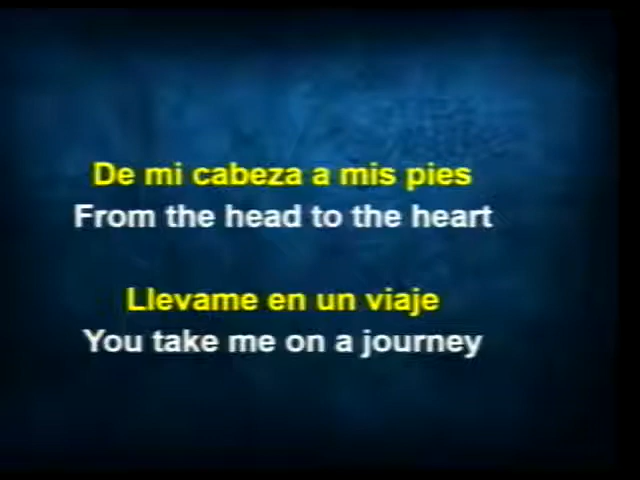 De mi cabeza a mis pies
From the head to the heart
Llevame en un viaje
You take me on a journey